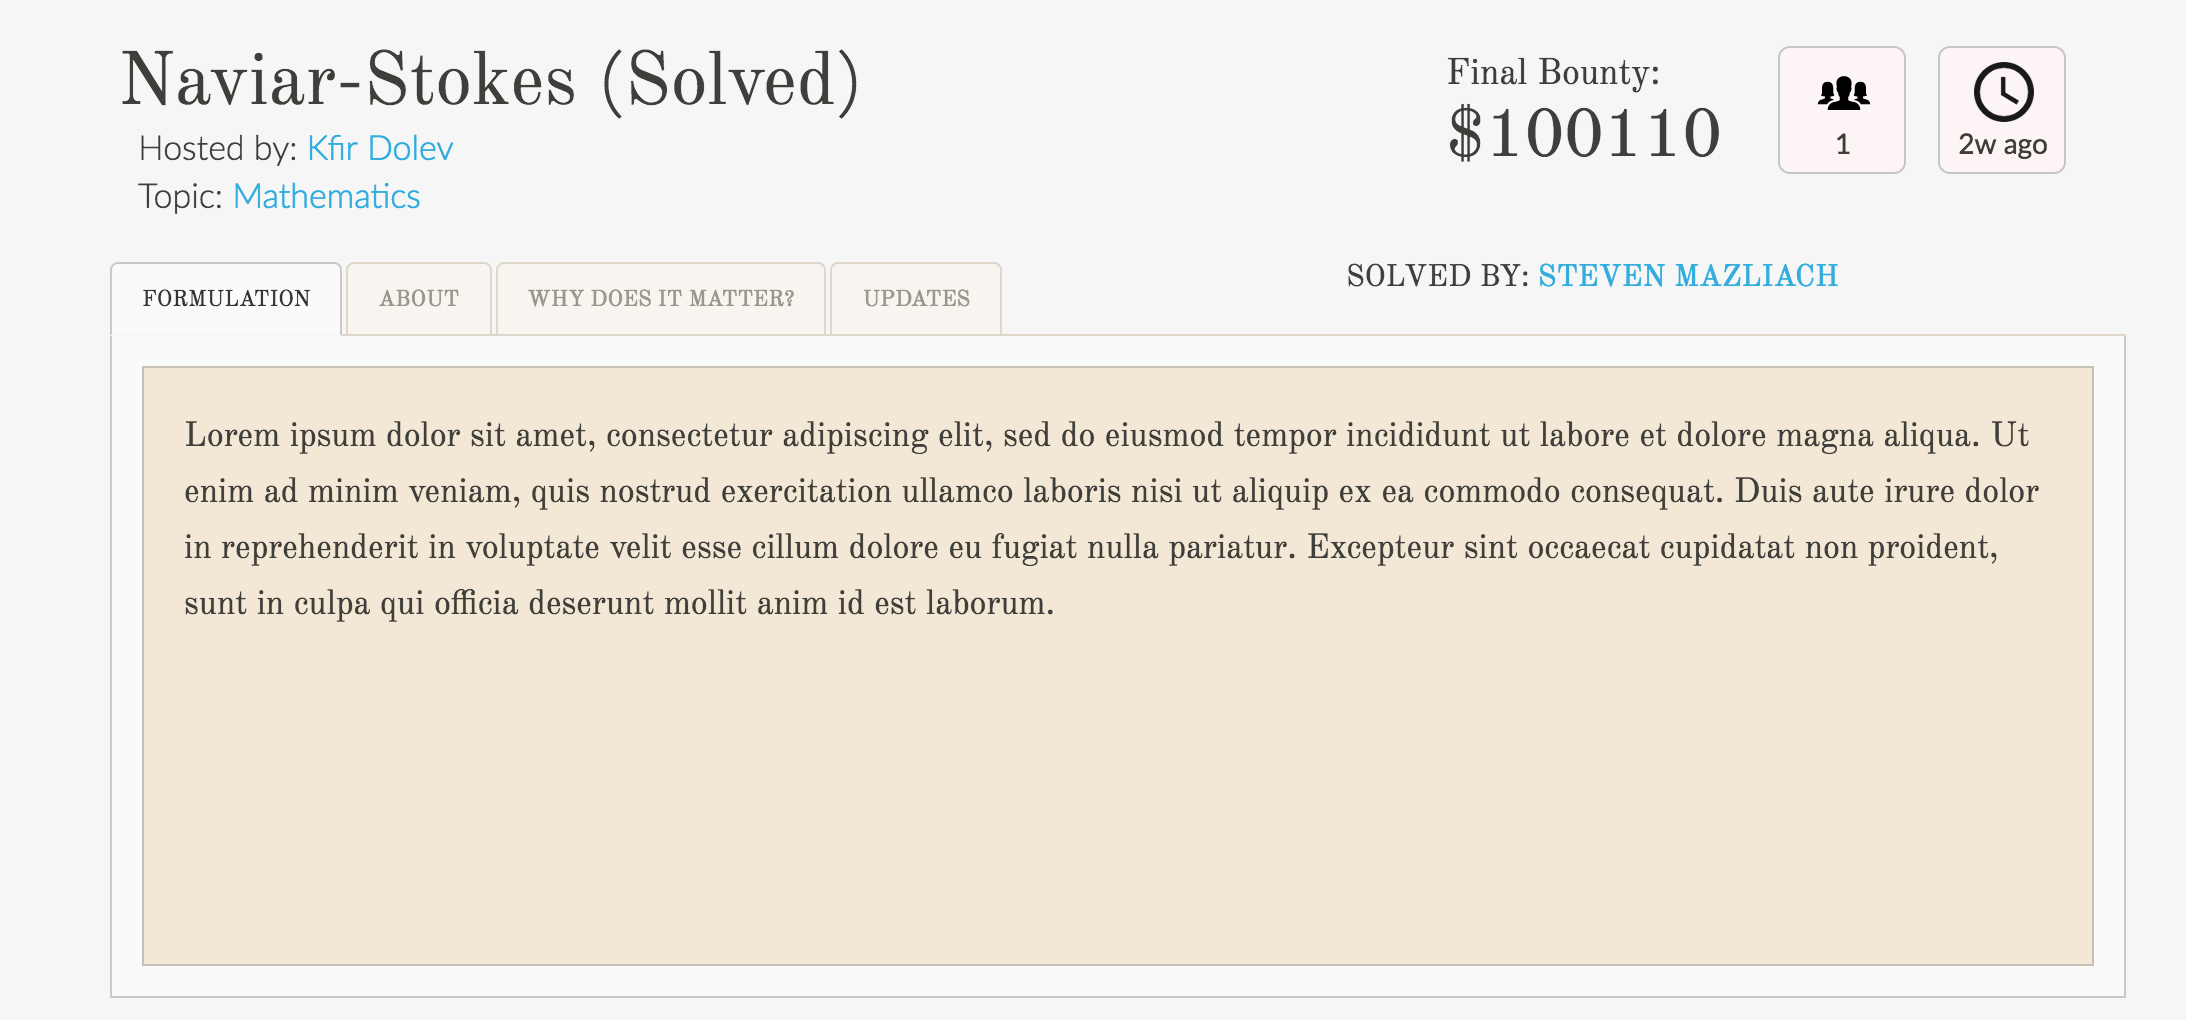 Naviar-Stokes (Solved)
Hosted by: Kfir Dolev
Topic: Mathematics
Final Bounty:
$100110
1
2w ago
SOLVED BY: STEVEN MAZLIACH
FORMULATION
ABOUT
WHY DOES IT MATTER?
UPDATES
Lorem ipsum dolor sit amet, consectetur adipiscing elit, sed do eiusmod tempor incididunt ut labore et dolore magna aliqua. Ut
enim ad minim veniam, quis nostrud exercitation ullamco laboris nisi ut aliquip ex ea commodo consequat. Duis aute irure dolor
in reprehenderit in voluptate velit esse cillum dolore eu fugiat nulla pariatur. Excepteur sint occaecat cupidatat non proident,
sunt in culpa qui officia deserunt mollit anim id est laborum.